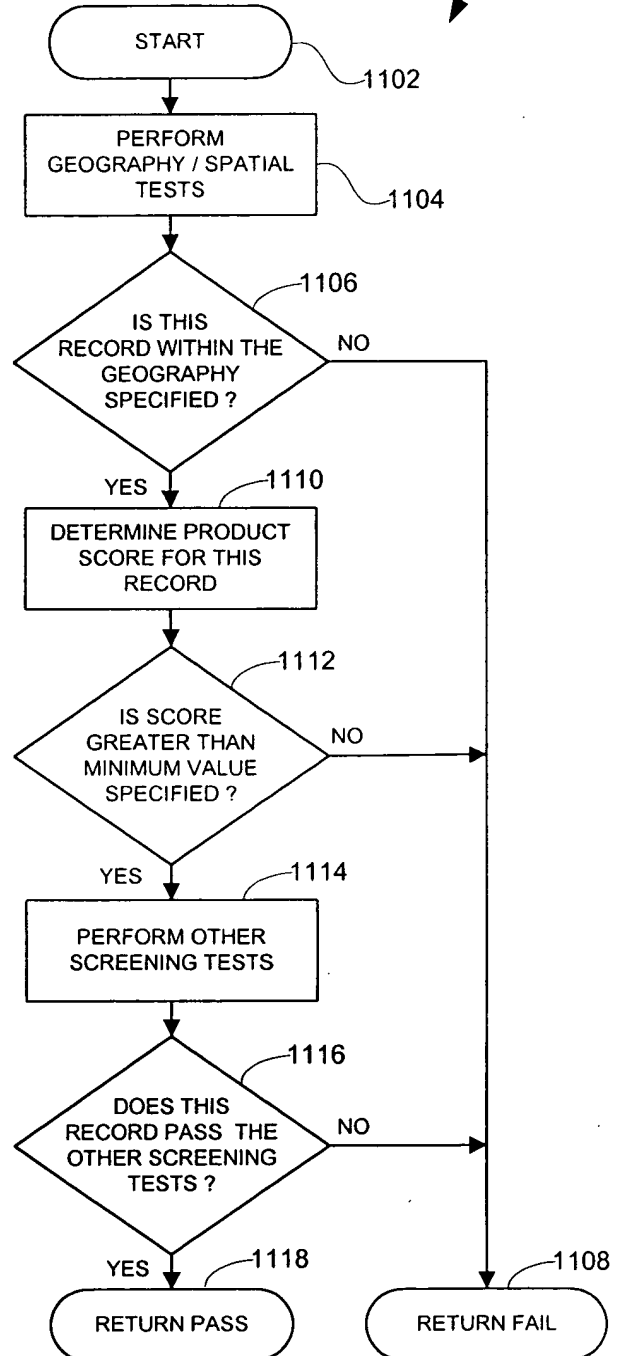 START
1102
PERFORM
GEOGRAPHY / SPATIAL
TESTS
1104
1106
IS THIS
RECORD WITHIN THE
GEOGRAPHY
SPECIFIED ?
NO
YES
1110
DETERMINE PRODUCT
SCORE FOR THIS
RECORD
1112
IS SCORE
GREATER THAN
MINIMUM VALUE
SPECIFIED ?
NO
YES
1114
PERFORM OTHER
SCREENING TESTS
1116
DOES THIS
RECORD PASS THE
OTHER SCREENING
TESTS ?
NO
YES
1118
1108
RETURN PASS
RETURN FAIL